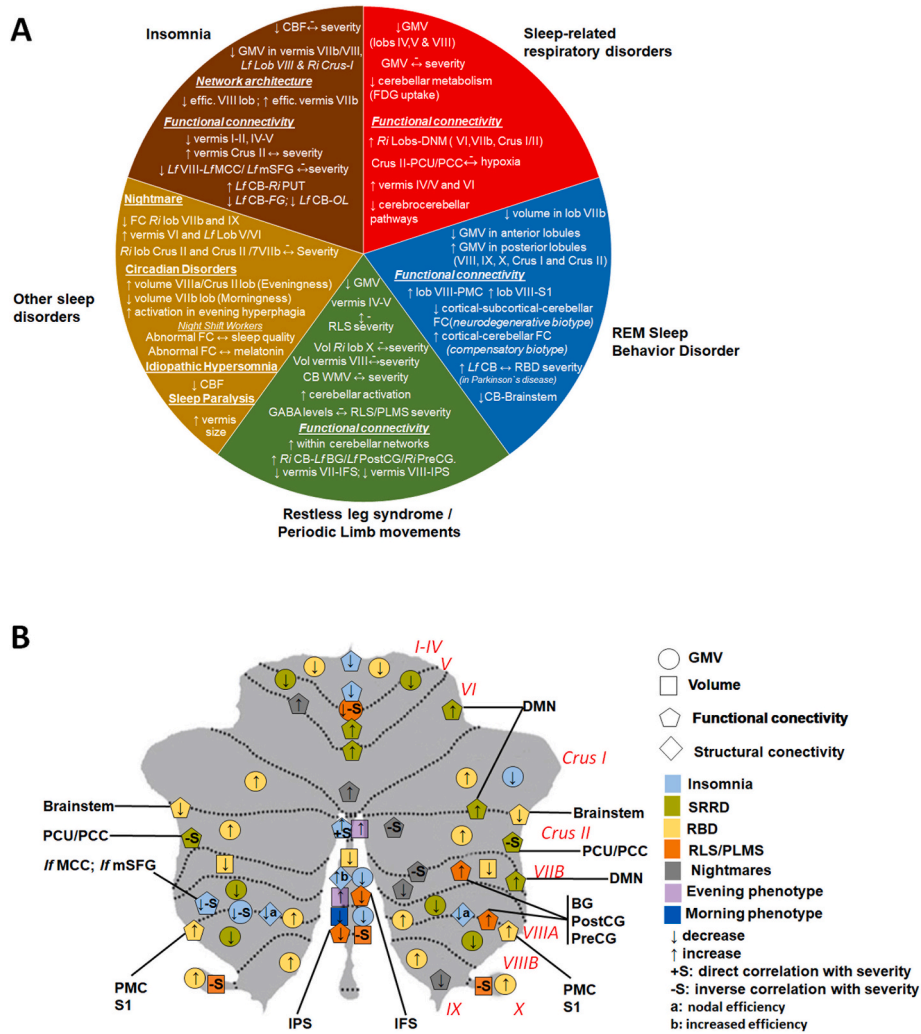 A
Insomnia
↓ CBF ↔- severity
↓ GMV in vermis VIIb/VIII,
Lf Lob VIII & Ri Crus-I
Network architecture
↓ effic. VIII lob ; ↑ effic. vermis VIIb
Functional connectivity
↓ vermis I-II, IV-V
↑ vermis Crus II ↔ severity
↓ Lf VIII-LfMCC/ Lf mSFG ↔- severity
↑ Lf CB-Ri PUT
↓ Lf CB-FG; ↓ Lf CB-OL
Sleep-related
respiratory disorders
↓GMV
(lobs IV,V & VIII)
GMV ↔- severity
↓ cerebellar metabolism
(FDG uptake)
Functional connectivity
↑ Ri Lobs-DNM ( VI,VIIb, Crus I/II)
Crus II-PCU/PCC ↔- hypoxia
↑ vermis IV/V and VI
↓ cerebrocerebellar
pathways
REM Sleep
Behavior Disorder
↓ volume in lob VIIb
↓ GMV in anterior lobules
↑ GMV in posterior lobules
(VIII, IX, X, Crus I and Crus II)
Functional connectivity
↑ lob VIII-PMC ↑ lob VIII-S1
↓ cortical-subcortical-cerebellar
FC(neurodegenerative biotype)
↑ cortical-cerebellar FC
(compensatory biotype)
↑ Lf CB ↔ RBD severity
(in Parkinson`s disease)
↓CB-Brainstem
Restless leg syndrome /
Periodic Limb movements
↓ GMV
vermis IV-V
↕-
RLS severity
Vol Ri lob X ↔- severity
Vol vermis VIII ↔- severity
CB WMV ↔- severity
↑ cerebellar activation
GABA levels ↔- RLS/PLMS severity
Functional connectivity
↑ within cerebellar networks
↑ Ri CB-LfBG/Lf PostCG/Ri PreCG.
↓ vermis VII-IFS; ↓ vermis VIII-IPS
Other sleep
disorders
Nightmare
↓ FC Ri lob VIIb and IX
↑ vermis VI and Lf Lob V/VI
Ri lob Crus II and Crus II /7VIIb ↔- Severity
Circadian Disorders
↑ volume VIIIa/Crus II lob (Eveningness)
↓ volume VIIb lob (Morningness)
↑ activation in evening hyperphagia
Night Shift Workers
Abnormal FC ↔ sleep quality
Abnormal FC ↔ melatonin
Idiopathic Hypersomnia
↓ CBF
Sleep Paralysis
↑ vermis
size
B
I-IV
V
VI
Crus I
Crus II
VIIB
VIIIA
VIIIB
IX
X
DMN
Brainstem
Brainstem
PCU/PCC
PCU/PCC
lf MCC; lf mSFG
DMN
BG
PostCG
PreCG
PMC
S1
PMC
S1
IPS
IFS
↓-S
+S
-S
-S
-S
-S
↑b
↓-S
↓-S
↓a
↓a
-S
-S
-S
GMV
Volume
Functional conectivity
Structural conectivity
Insomnia
SRRD
RBD
RLS/PLMS
Nightmares
Evening phenotype
Morning phenotype
↓ decrease
↑ increase
+S: direct correlation with severity
-S: inverse correlation with severity
a: nodal efficiency
b: increased efficiency